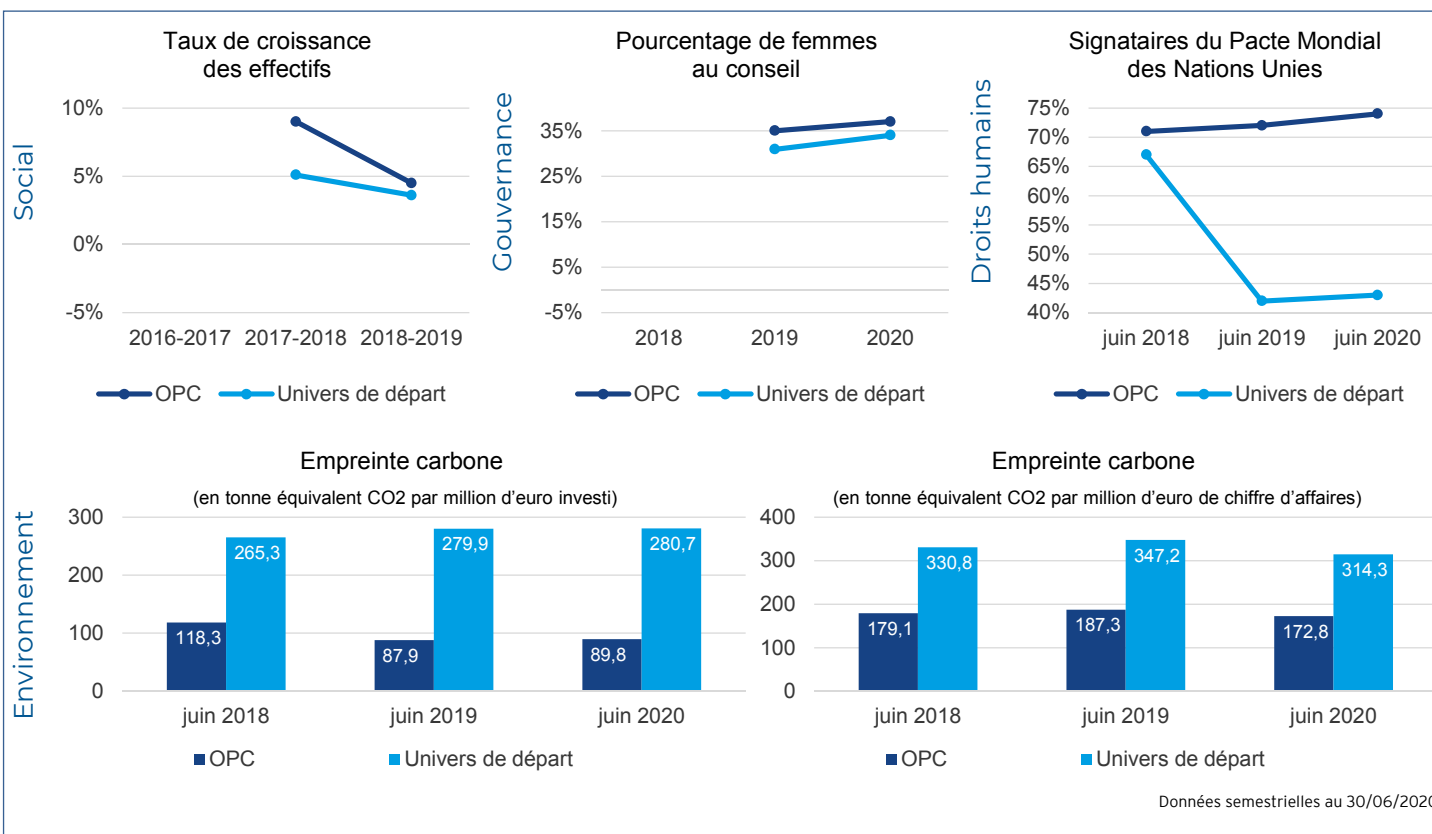 Taux de croissance
des effectifs
Social
10%
5%
0%
-5%
2016-2017 2017-2018 2018-2019
OPC Univers de départ
Pourcentage de femmes
au conseil
Gouvernance
35%
25%
15%
5%
-5%
2018 2019 2020
OPC Univers de départ
Signataires du Pacte Mondial
des Nations Unies
Droits humains
75%
70%
65%
60%
55%
50%
45%
40%
juin 2018 juin 2019 juin 2020
OPC Univers de départ
Environnement
Empreinte carbone
(en tonne équivalent CO2 par million d'euro investi)
300
200
100
0
118,3 265,3 87,9 279,9 89,8 280,7
juin 2018 juin 2019 juin 2020
OPC Univers de départ
Empreinte carbone
(en tonne équivalent CO2 par million d'euro de chiffre d'affaires)
400
300
200
100
0
179,1 330,8 187,3 347,2 172,8 314,3
juin 2018 juin 2019 juin 2020
OPC Univers de départ
Données semestrielles au 30/06/2020